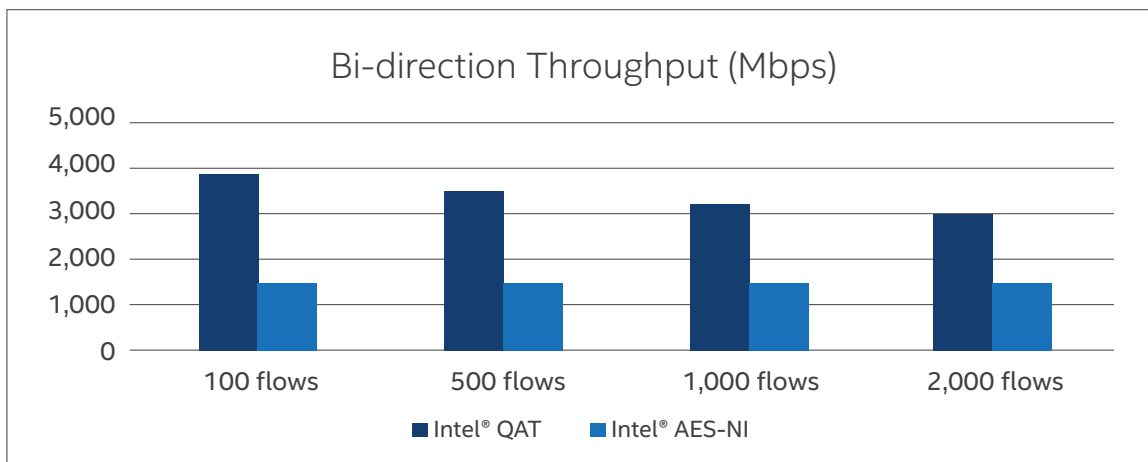 Bi-direction Throughput (Mbps)
5,000
4,000
3,000
2,000
1,000
0
100 flows 500 flows 1,000 flows 2,000 flows
Intel® QAT Intel® AES-NI